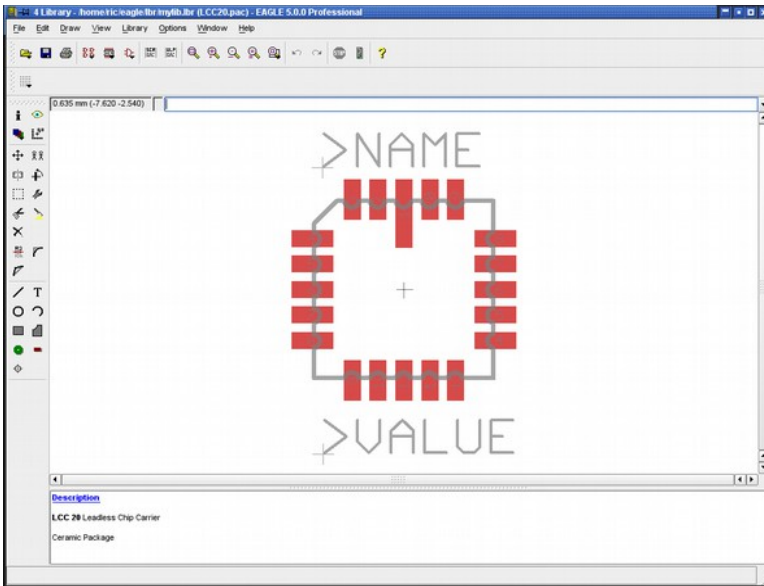 4 Library - /home/ric/eagle/lbr/mylib.lbr (LCC20.pac) - EAGLE 5.0.0 Professional
File Edit Draw View Library Options Window Help
0.635 mm (-7.620 -2.540)
>NAME
>VALUE
Description
LCC 20 Leadless Chip Carrier
Ceramic Package